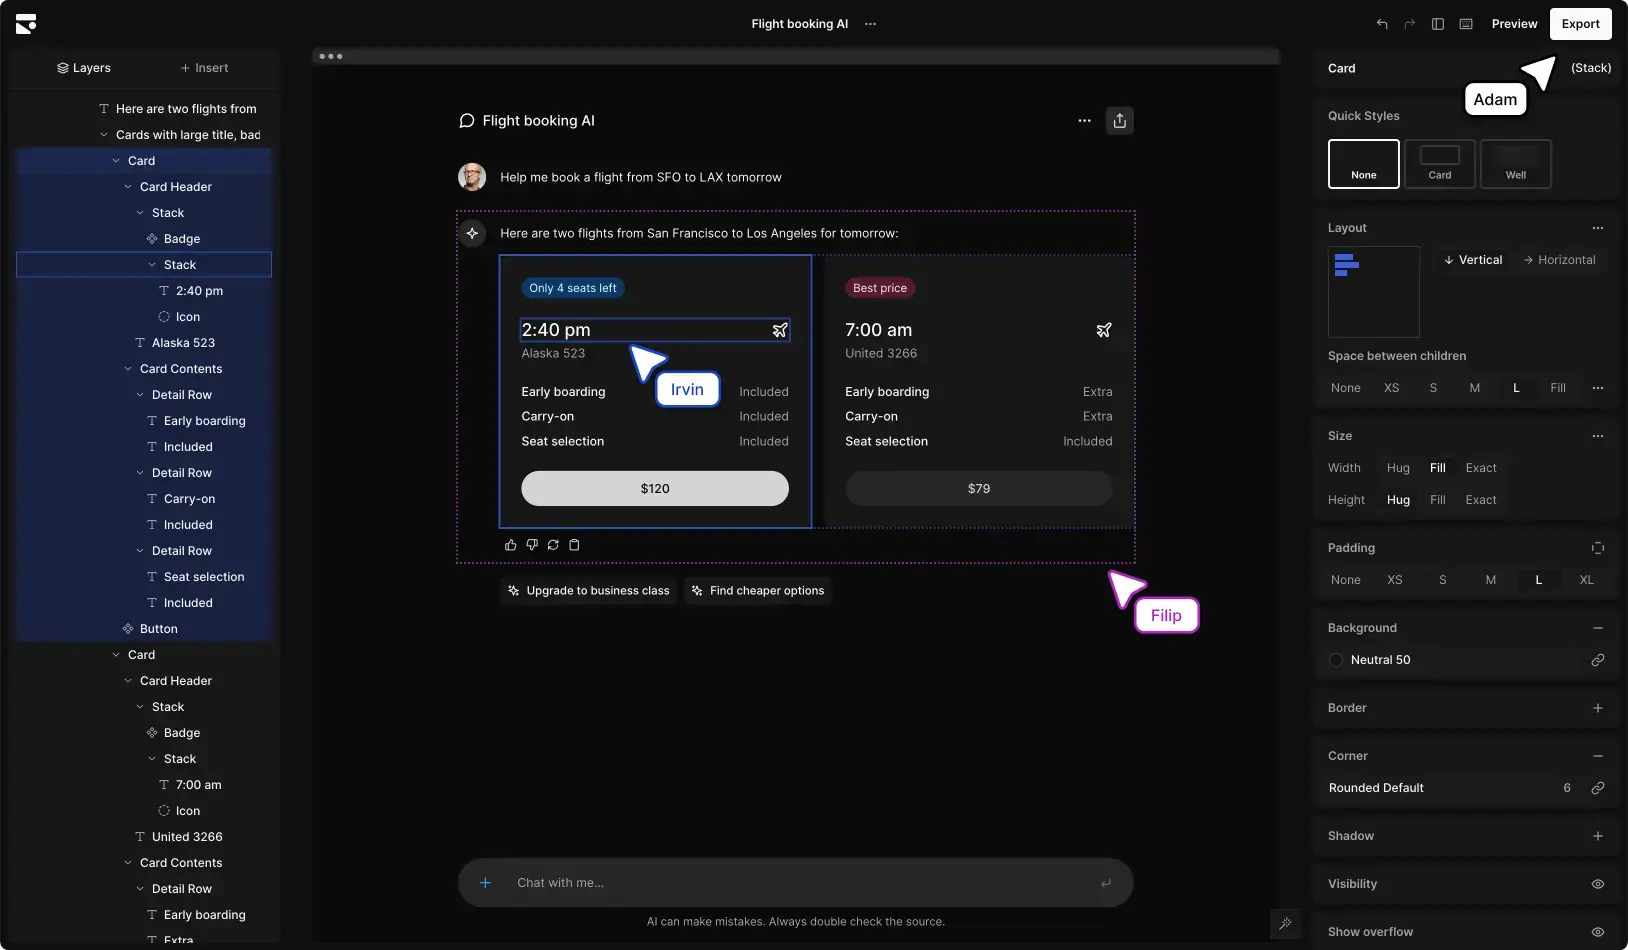 Flight booking AI
Preview
Export
Layers
Insert
Here are two flights from
Cards with large title, bad
Card
Card Header
Stack
Badge
Stack
2:40 pm
Icon
Alaska 523
Card Contents
Detail Row
Early boarding
Included
Detail Row
Carry-on
Included
Detail Row
Seat selection
Included
Button
Card
Card Header
Stack
Badge
Stack
7:00 am
Icon
United 3266
Card Contents
Detail Row
Early boarding
Extra
Flight booking AI
Help me book a flight from SFO to LAX tomorrow
Here are two flights from San Francisco to Los Angeles for tomorrow:
Only 4 seats left
2:40 pm
Alaska 523
Irvin
Early boarding Included
Carry-on Included
Seat selection Included
$120
Best price
7:00 am
United 3266
Early boarding Extra
Carry-on Extra
Seat selection Included
$79
Filip
Upgrade to business class
Find cheaper options
Chat with me...
AI can make mistakes. Always double check the source.
Card (Stack)
Adam
Quick Styles
None Card Well
Layout
Vertical Horizontal
Space between children
None XS S M L Fill
Size
Width Hug Fill Exact
Height Hug Fill Exact
Padding
None XS S M L XL
Background
Neutral 50
Border
Corner
Rounded Default 6
Shadow
Visibility
Show overflow